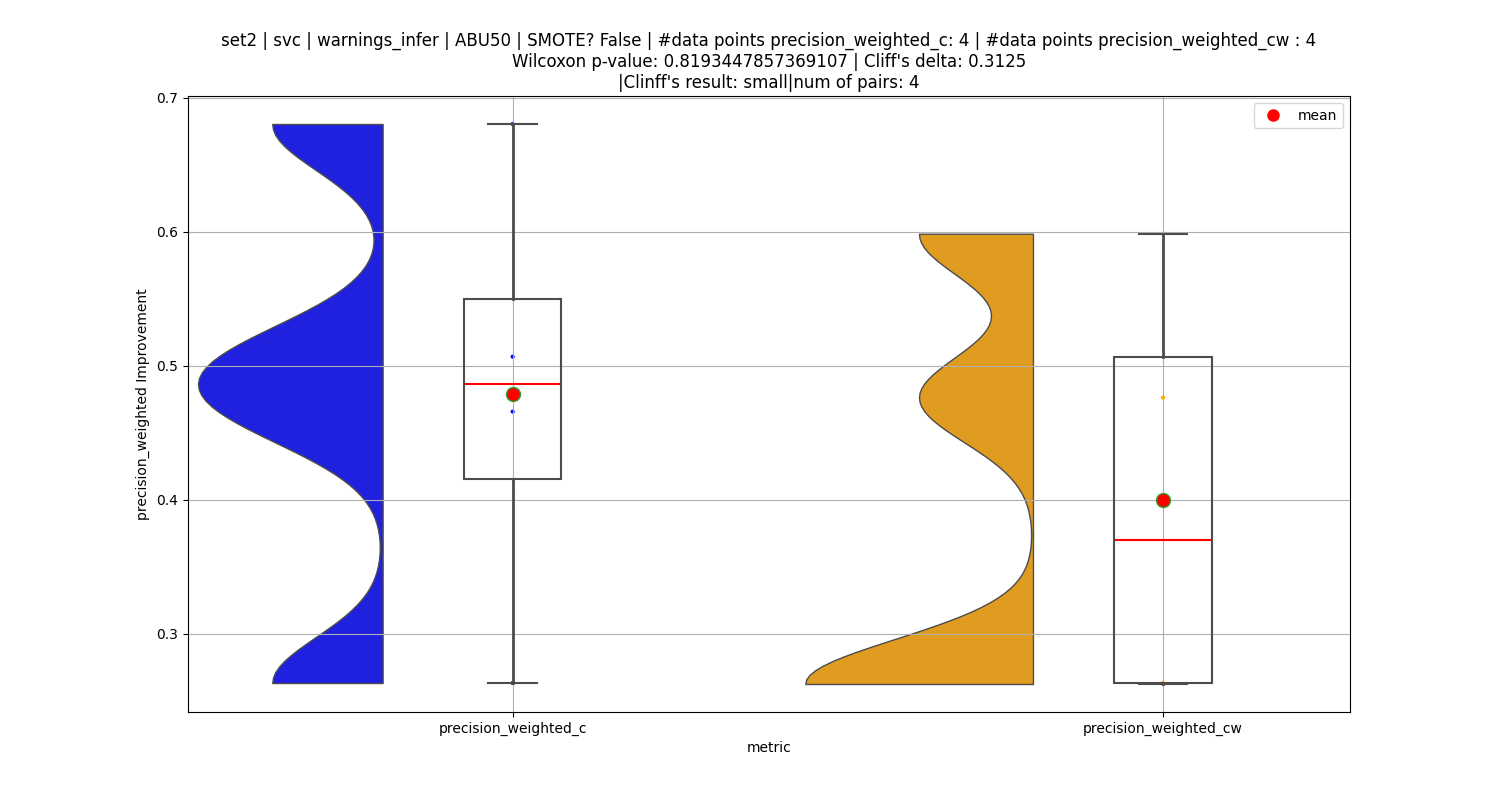 set2 | svc | warnings_infer | ABU50 | SMOTE? False | #data points precision_weighted_c: 4 | #data points precision_weighted_cw : 4
Wilcoxon p-value: 0.8193447857369107 | Cliff's delta: 0.3125
|Clinff's result: small|num of pairs: 4
mean
0.7
0.6
0.5
0.4
0.3
precision_weighted Improvement
precision_weighted_c
precision_weighted_cw
metric